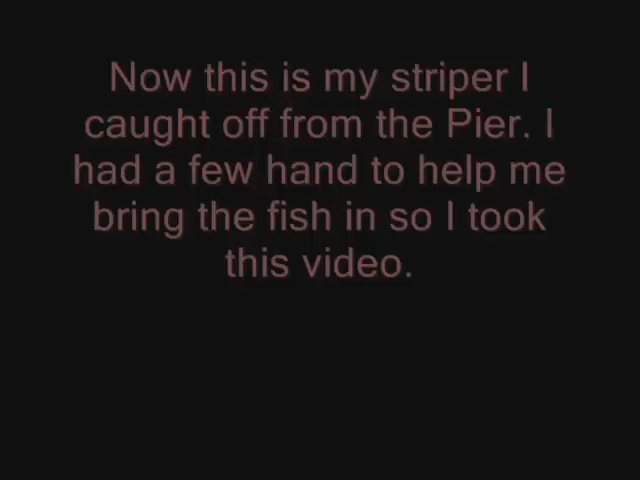 Now this is my striper I
caught off from the Pier. I
had a few hand to help me
bring the fish in so I took
this video.